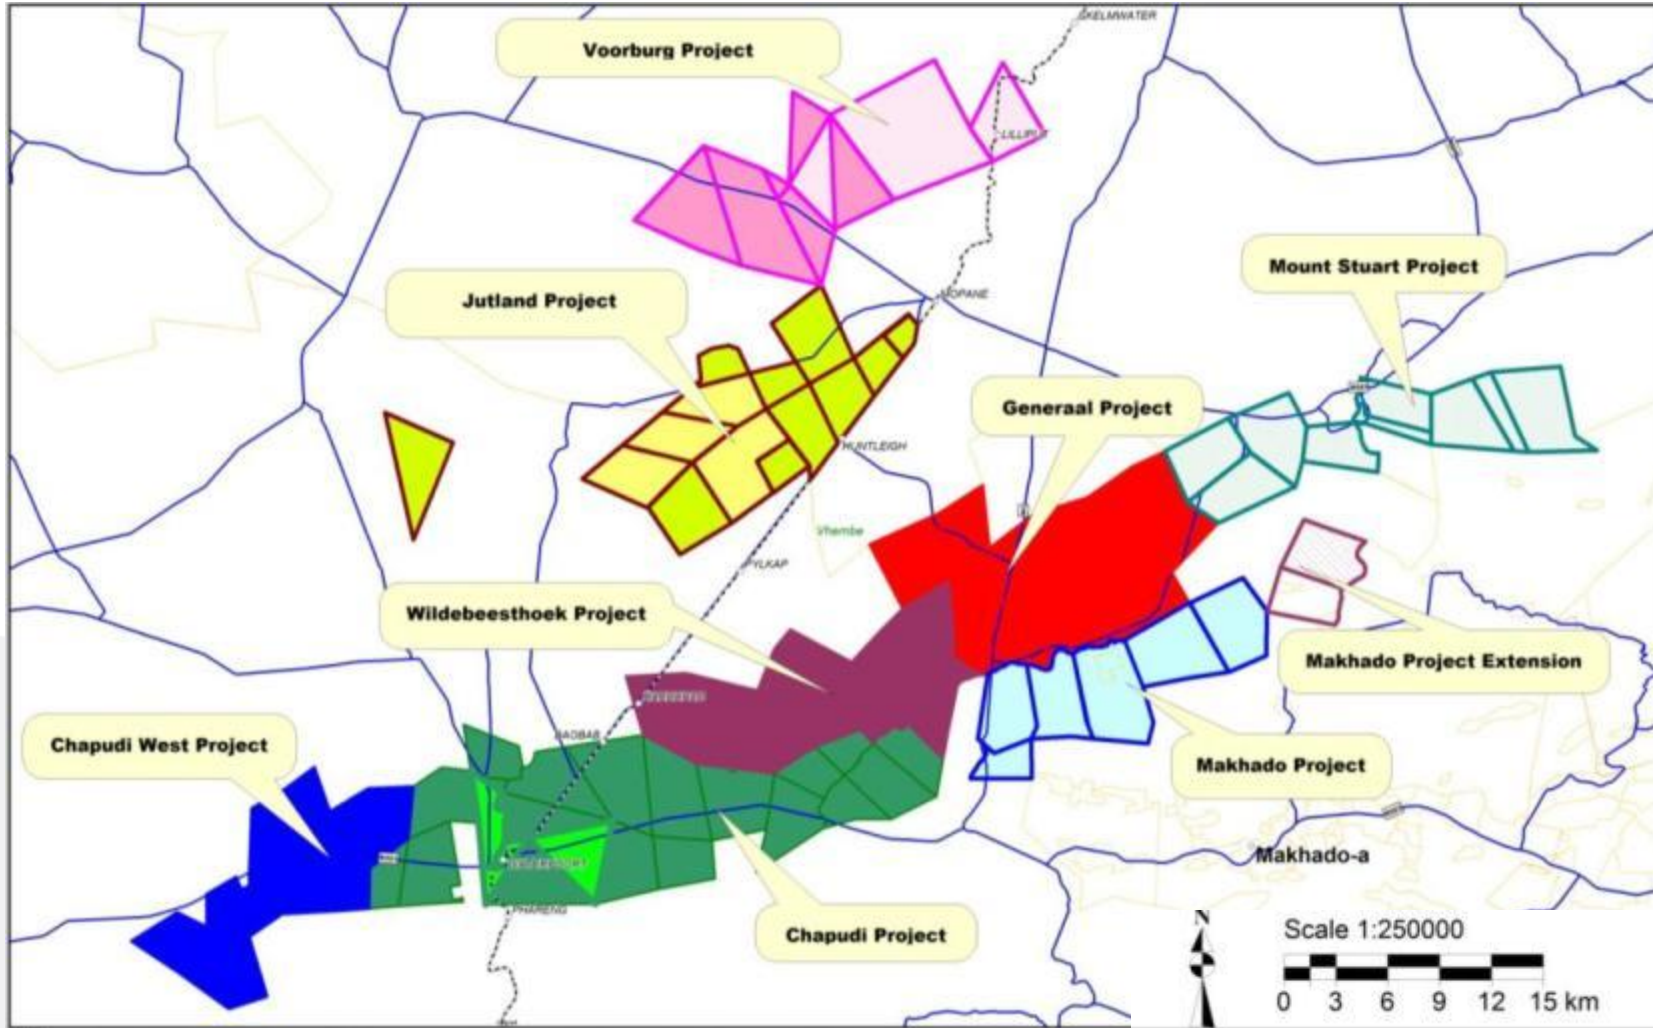 Voorburg Project
LILLIPUT
Mount Stuart Project
Jutland Project
MOPANE
Generaal Project
HUNTLEIGH
Vhembe
PYLKAP
Wildebeesthoek Project
Makhado Project Extension
Chapudi West Project
BAOBAB
Makhado Project
Makhado-a
PHARENG
Chapudi Project
N
Scale 1:250000
0 3 6 9 12 15 km